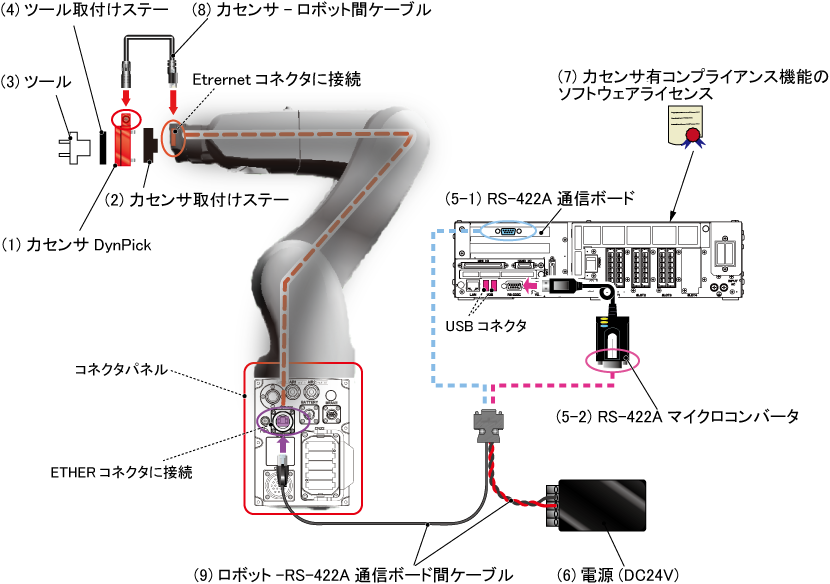 (4) ツール取付けステー
(8) 力センサ - ロボット間ケーブル
(3) ツール
Etrernet コネクタに接続
(7) 力センサ有コンプライアンス機能の
ソフトウェアライセンス
(2) 力センサ取付けステー
(5-1) RS-422A 通信ボード
(1) 力センサ DynPick
USB コネクタ
コネクタパネル
(5-2) RS-422A マイクロコンバータ
ETHER コネクタに接続
(9) ロボット -RS-422A 通信ボード間ケーブル
(6) 電源 (DC24V)